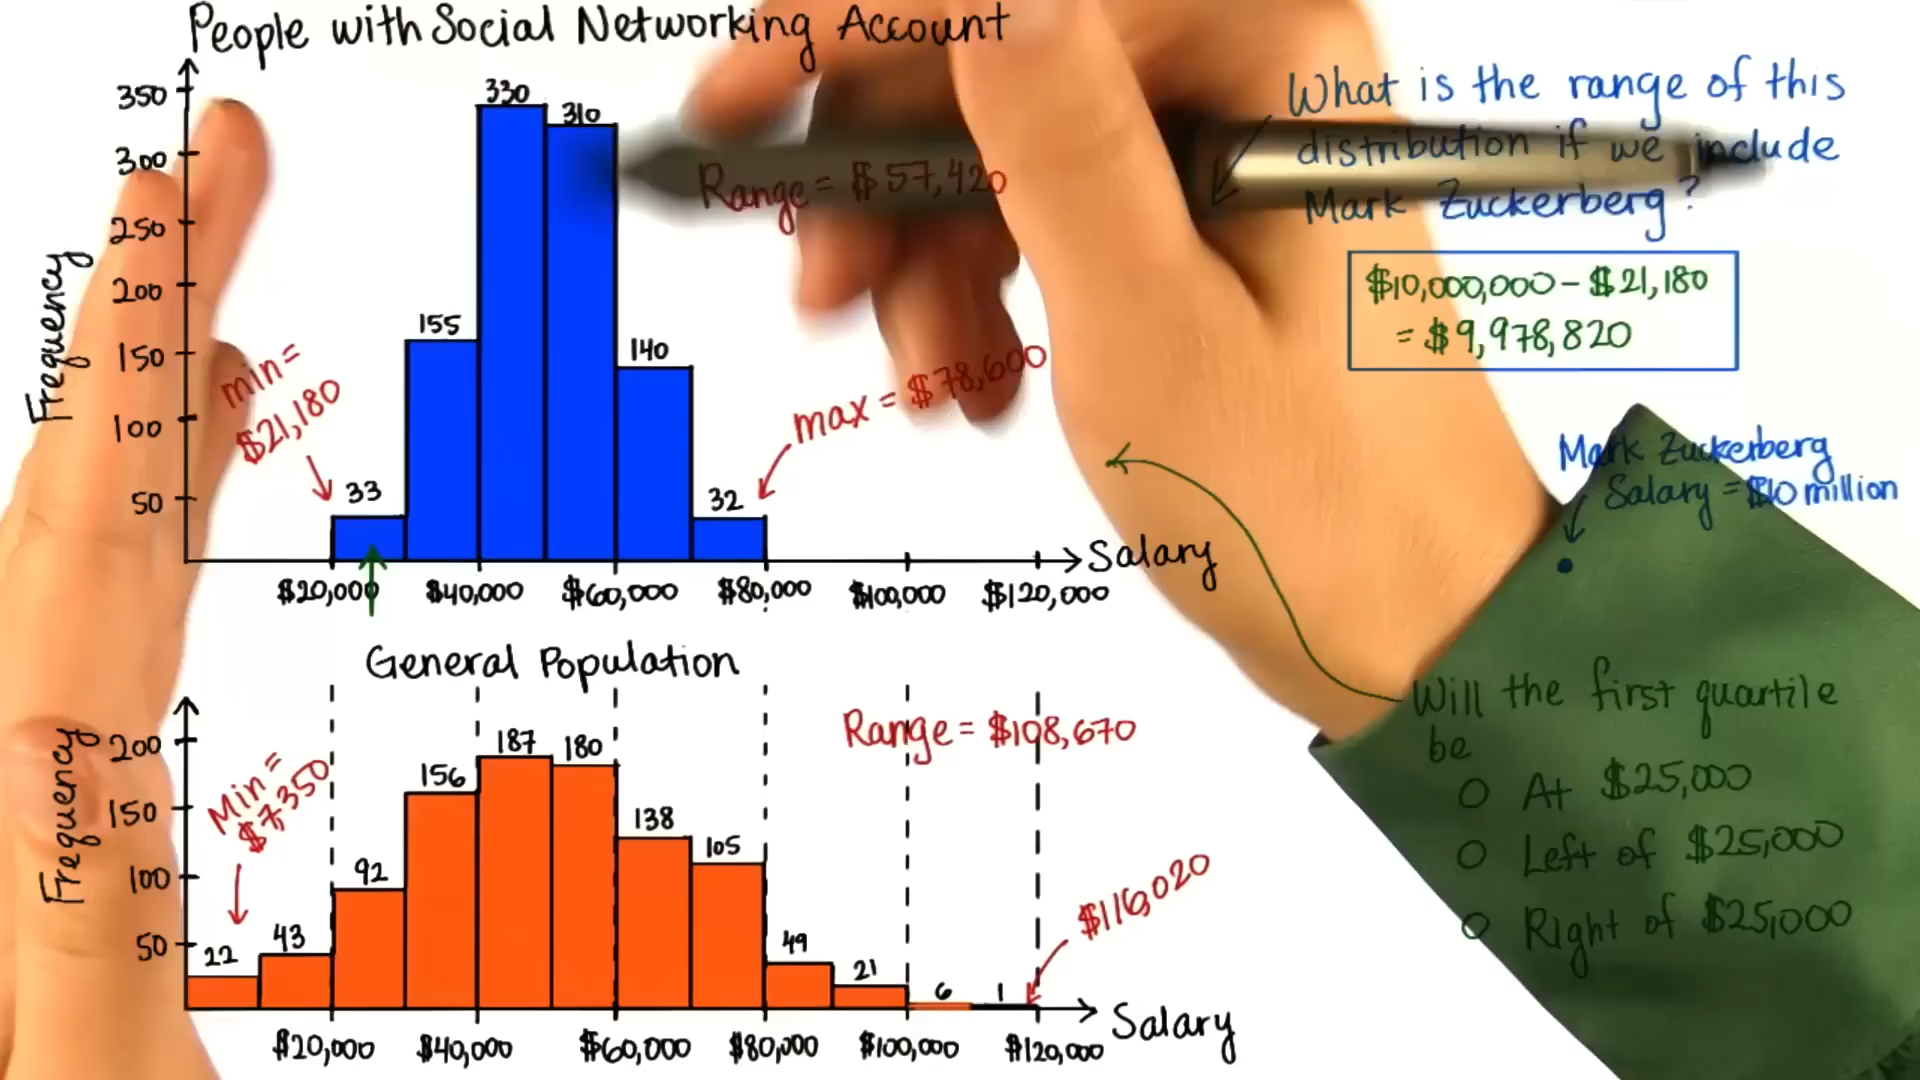 People with Social Networking Account
350
300
250
200
150
100
50
Frequency
330
310
155
140
33
32
min =
$21,180
Range = $57,420
max = $78,600
$20,000
$40,000
$60,000
$80,000
$100,000
$120,000
Salary
What is the range of this
distribution if we include
Mark Zuckerberg?
$10,000,000 - $21,180
= $9,978,820
Mark Zuckerberg
Salary = $10 million
General Population
200
150
100
50
Frequency
Min =
$7,350
22
43
92
156
187
180
138
105
49
21
6
1
Range = $108,670
$116,020
$20,000
$40,000
$60,000
$80,000
$100,000
$120,000
Salary
Will the first quartile
be
At $25,000
Left of $25,000
Right of $25,000